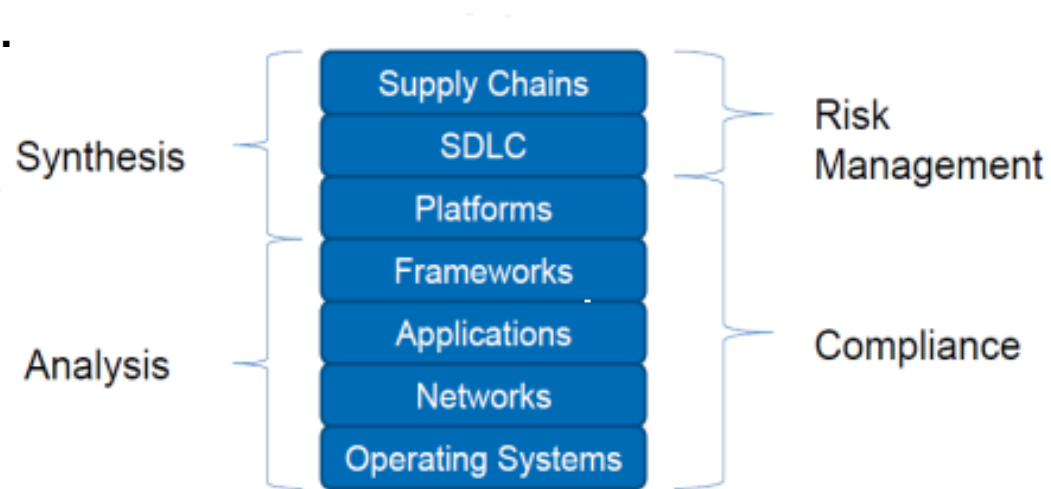 Supply Chains
SDLC
Platforms
Frameworks
Applications
Networks
Operating Systems
Synthesis
Analysis
Risk
Management
Compliance